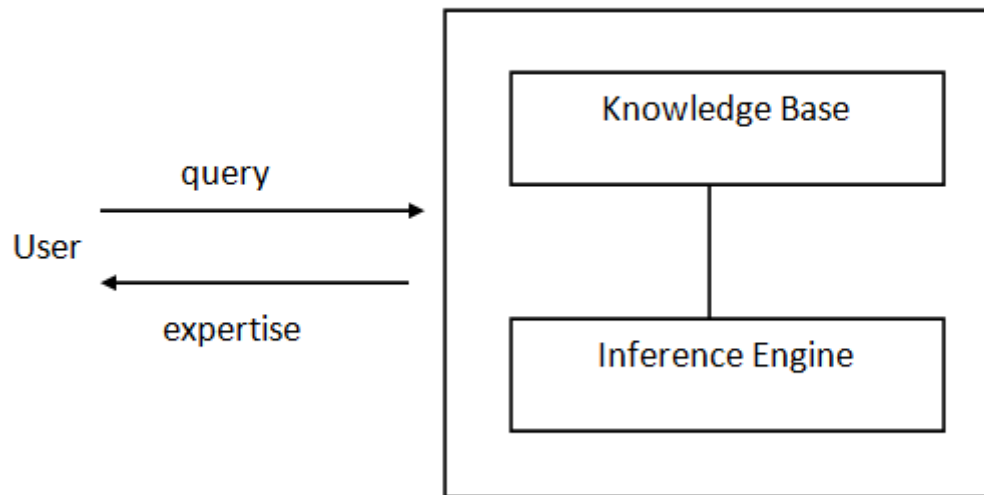 Knowledge Base
query
User
expertise
Inference Engine